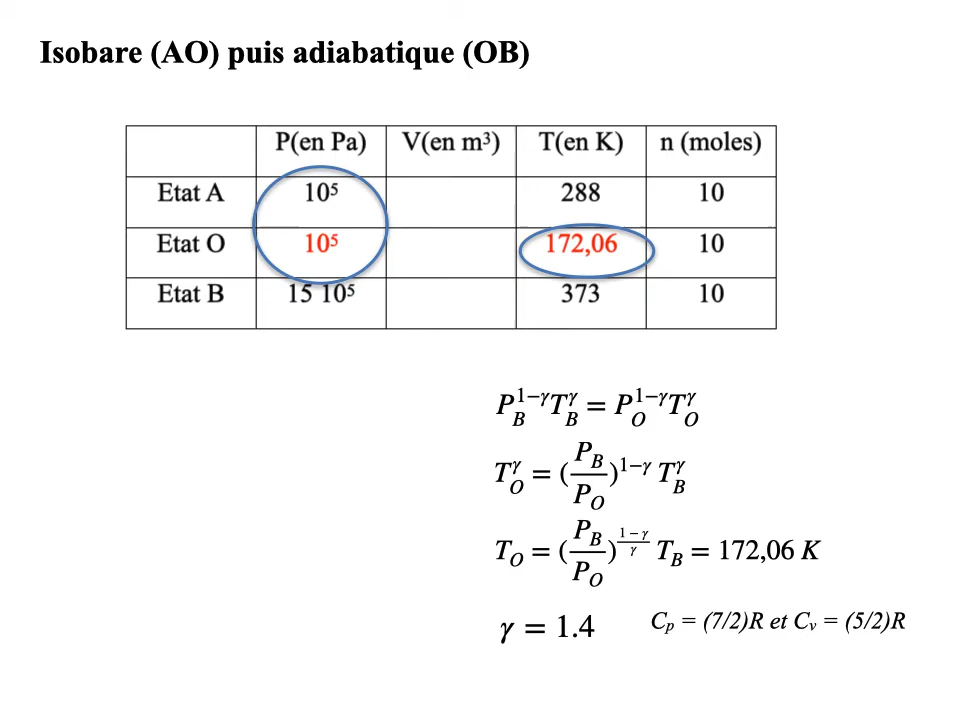 Isobare (AO) puis adiabatique (OB)
P(en Pa) V(en m³) T(en K) n (moles)
Etat A 10⁵ 288 10
Etat O 10⁵ 172,06 10
Etat B 15 10⁵ 373 10
P_B^{1−γ} T_B^γ = P_O^{1−γ} T_O^γ
T_O^γ = (P_B/P_O)^{1−γ} T_B^γ
T_O = (P_B/P_O)^{(1−γ)/γ} T_B = 172,06 K
γ = 1.4 Cₚ = (7/2)R et Cᵥ = (5/2)R